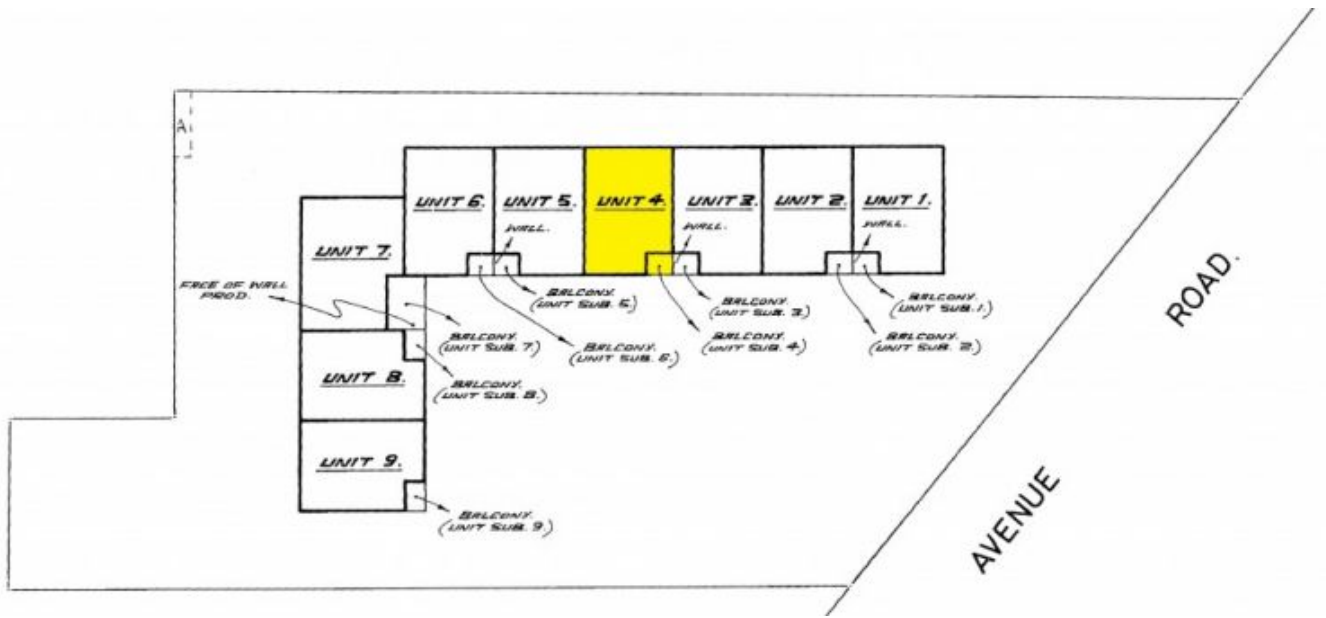 A
UNIT 6.
UNIT 5.
UNIT 4.
UNIT 3.
UNIT 2.
UNIT 1.
WALL.
WALL.
WALL.
UNIT 7.
FACE OF WALL
PROD.
BALCONY.
(UNIT SUB. 5.)
BALCONY.
(UNIT SUB. 3.)
BALCONY.
(UNIT SUB. 1.)
BALCONY.
(UNIT SUB. 7.)
BALCONY.
(UNIT SUB. 6.)
BALCONY.
(UNIT SUB. 4.)
BALCONY.
(UNIT SUB. 2.)
UNIT 8.
BALCONY.
(UNIT SUB. 8.)
UNIT 9.
BALCONY.
(UNIT SUB. 9.)
AVENUE ROAD.